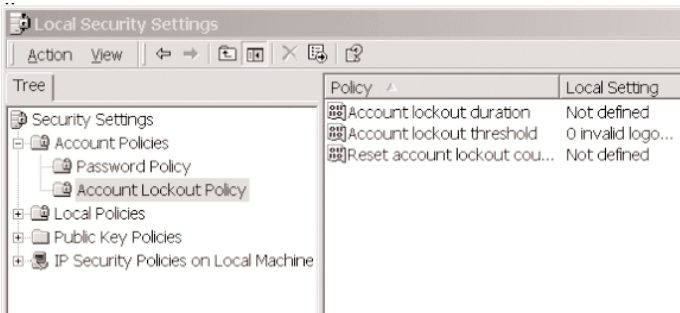 Local Security Settings
Action View
Tree
Policy Local Setting
Security Settings
Account Policies
Password Policy
Account Lockout Policy
Local Policies
Public Key Policies
IP Security Policies on Local Machine
Account lockout duration Not defined
Account lockout threshold 0 invalid logo...
Reset account lockout cou... Not defined